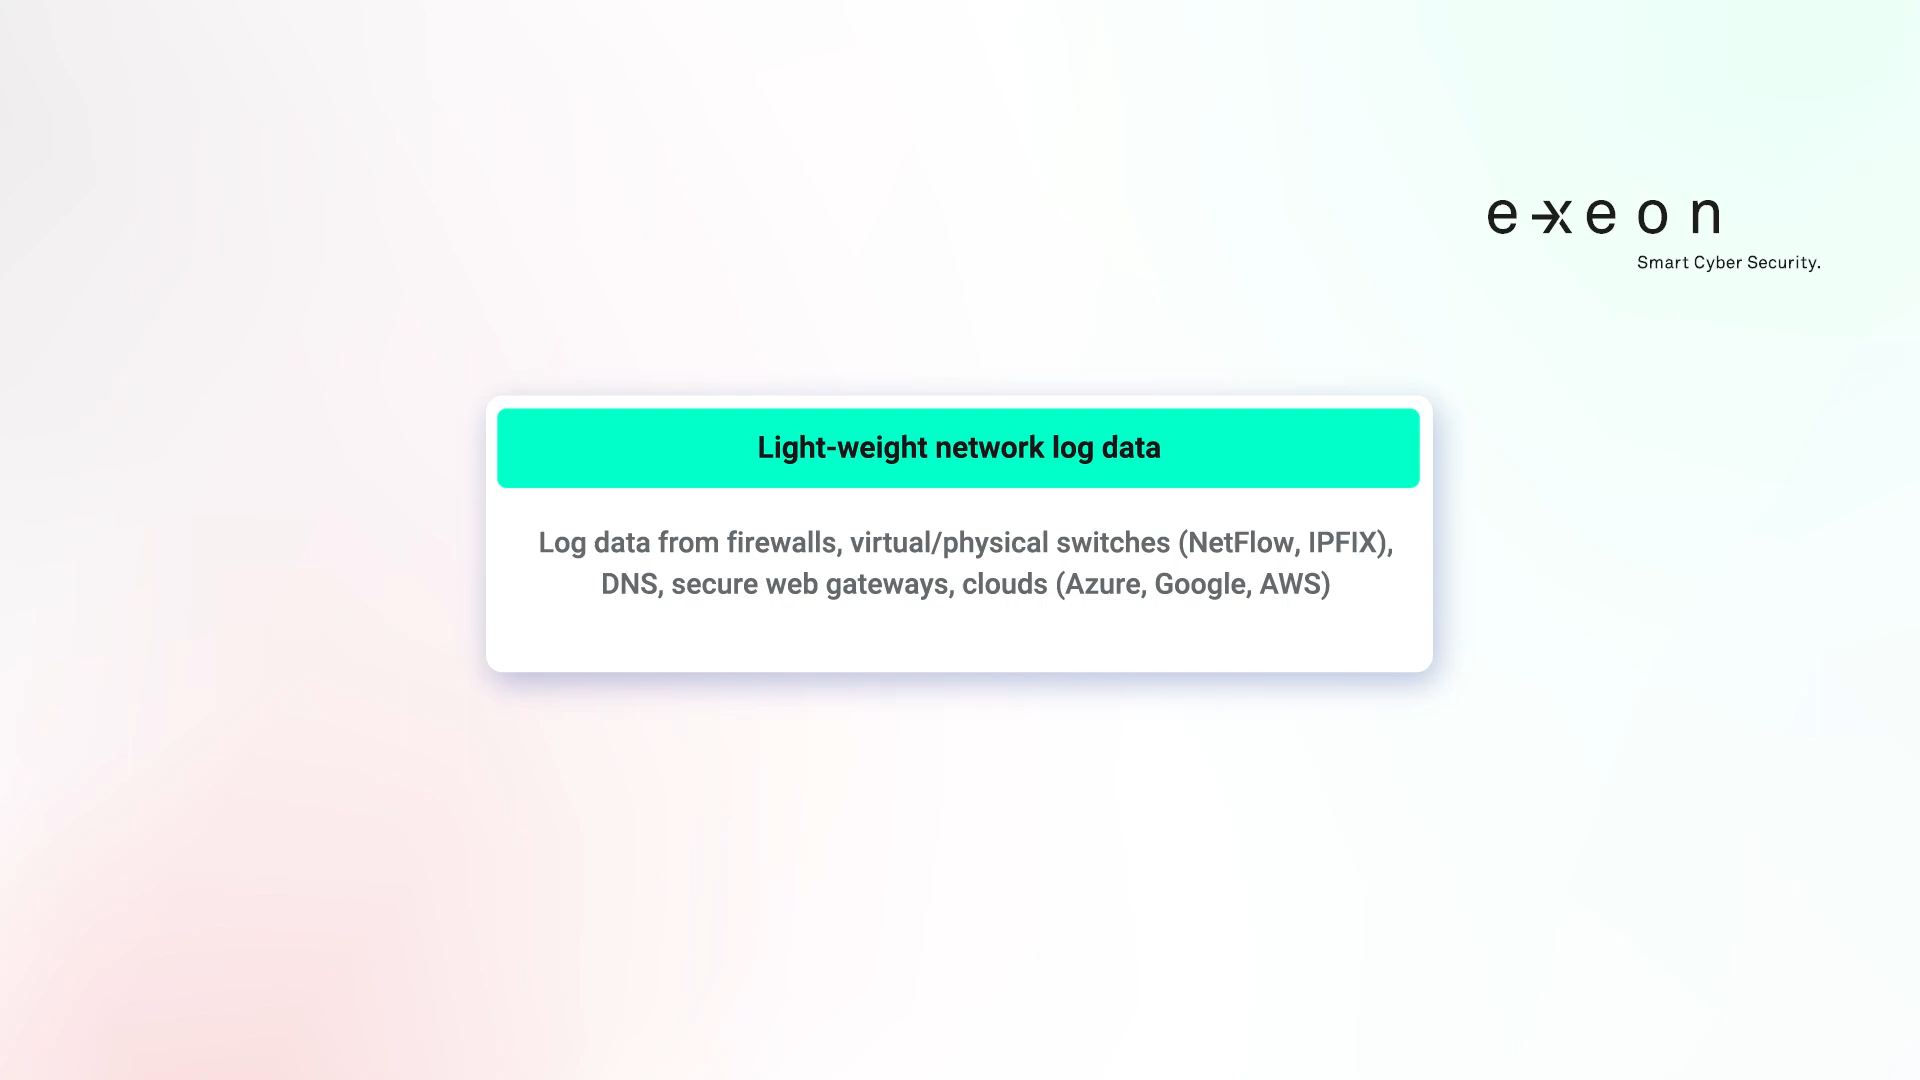 exeon
Smart Cyber Security.
Light-weight network log data
Log data from firewalls, virtual/physical switches (NetFlow, IPFIX),
DNS, secure web gateways, clouds (Azure, Google, AWS)